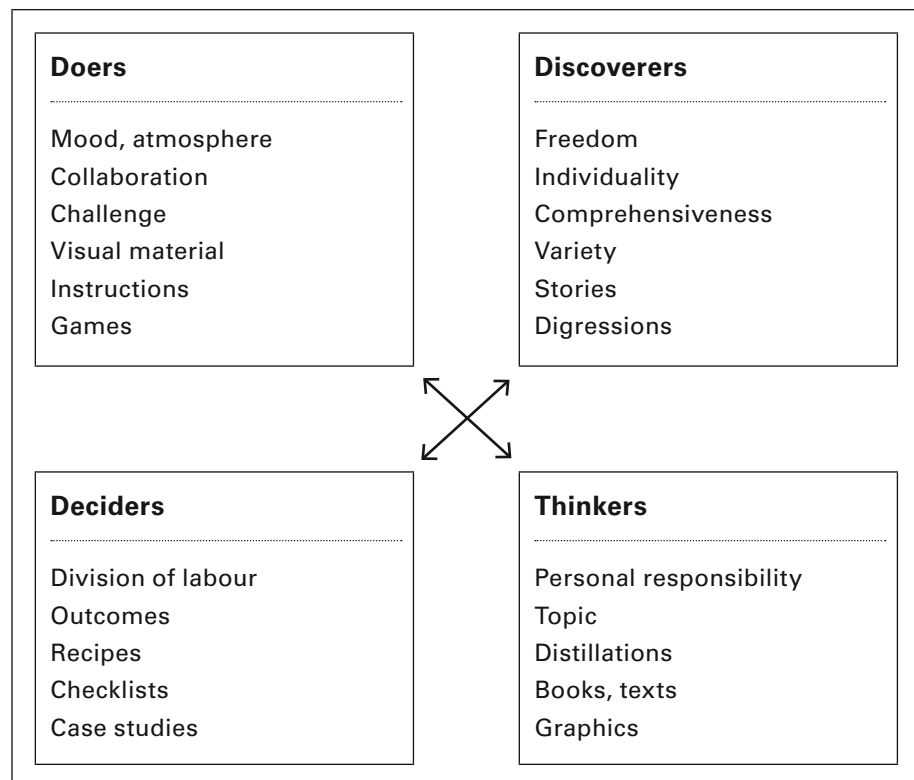 Doers
Mood, atmosphere
Collaboration
Challenge
Visual material
Instructions
Games
Discoverers
Freedom
Individuality
Comprehensiveness
Variety
Stories
Digressions
Deciders
Division of labour
Outcomes
Recipes
Checklists
Case studies
Thinkers
Personal responsibility
Topic
Distillations
Books, texts
Graphics